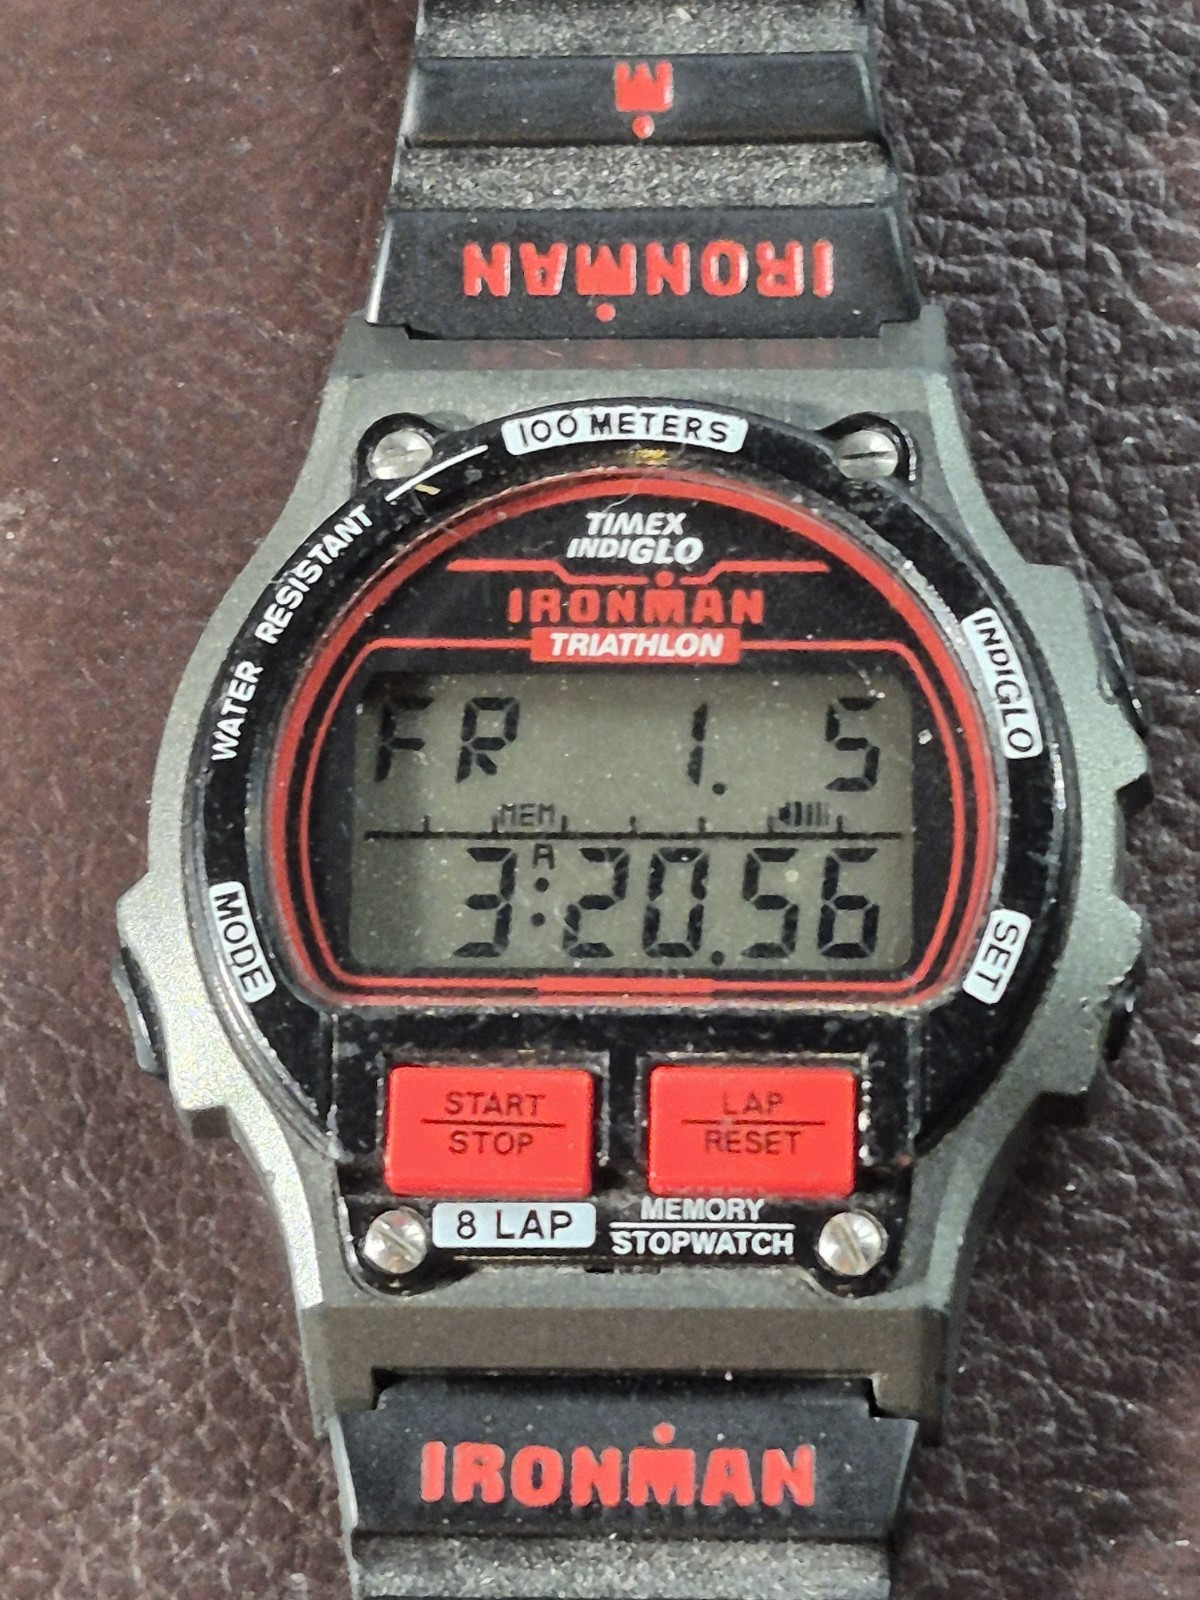 IRONMAN
100 METERS
WATER RESISTANT
TIMEX
INDIGLO
IRONMAN
TRIATHLON
INDIGLO
FR 1. 5
MEM
A
3:20.56
MODE
SET
START
STOP
LAP
RESET
8 LAP
MEMORY
STOPWATCH
IRONMAN